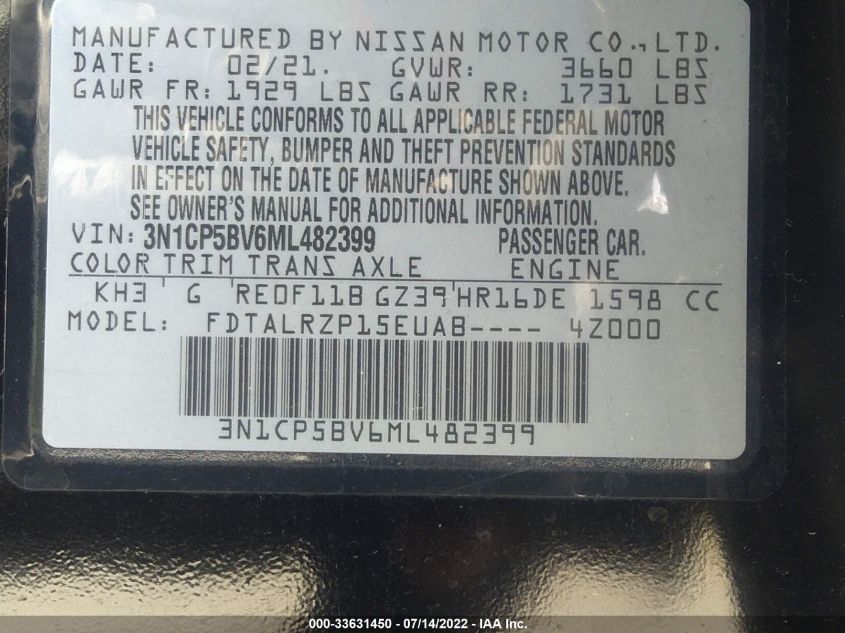 MANUFACTURED BY NISSAN MOTOR CO.,LTD.
DATE: 02/21. GVWR: 3660 LBS
GAWR FR: 1929 LBS GAWR RR: 1731 LBS
THIS VEHICLE CONFORMS TO ALL APPLICABLE FEDERAL MOTOR
VEHICLE SAFETY, BUMPER AND THEFT PREVENTION STANDARDS
IN EFFECT ON THE DATE OF MANUFACTURE SHOWN ABOVE.
SEE OWNER'S MANUAL FOR ADDITIONAL INFORMATION.
VIN: 3N1CP5BV6ML482399 PASSENGER CAR.
COLOR TRIM TRANS AXLE ENGINE
KH3 G RE0F11B GZ39 HR16DE 1598 CC
MODEL: FDTALRZP15EUAB---- 4Z000
3N1CP5BV6ML482399
000-33631450 / 07/14/2022 - IAA Inc.